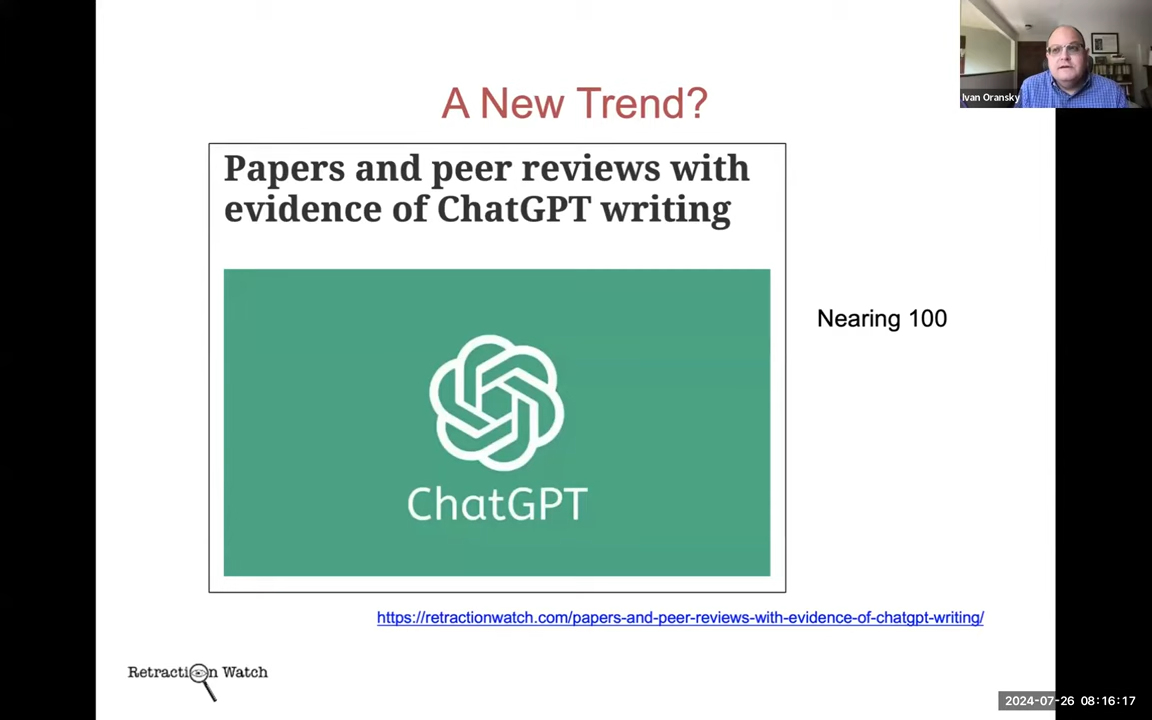 Ivan Oransky
A New Trend?
Papers and peer reviews with
evidence of ChatGPT writing
Nearing 100
ChatGPT
https://retractionwatch.com/papers-and-peer-reviews-with-evidence-of-chatgpt-writing/
Retraction Watch
2024-07-26 08:16:17